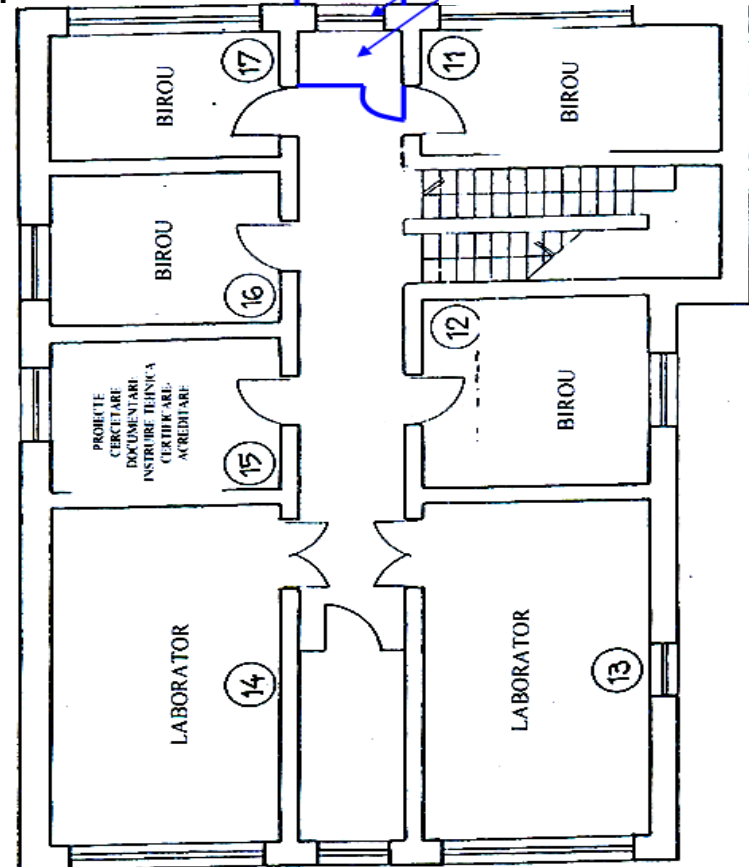 17
BIROU
11
BIROU
BIROU
16
12
BIROU
PROIECTE
CERCETARE
DOCUMENTARE
INSTRUIRE TEHNICA
CERTIFICARE-
ACREDITARE
15
LABORATOR
14
LABORATOR
13